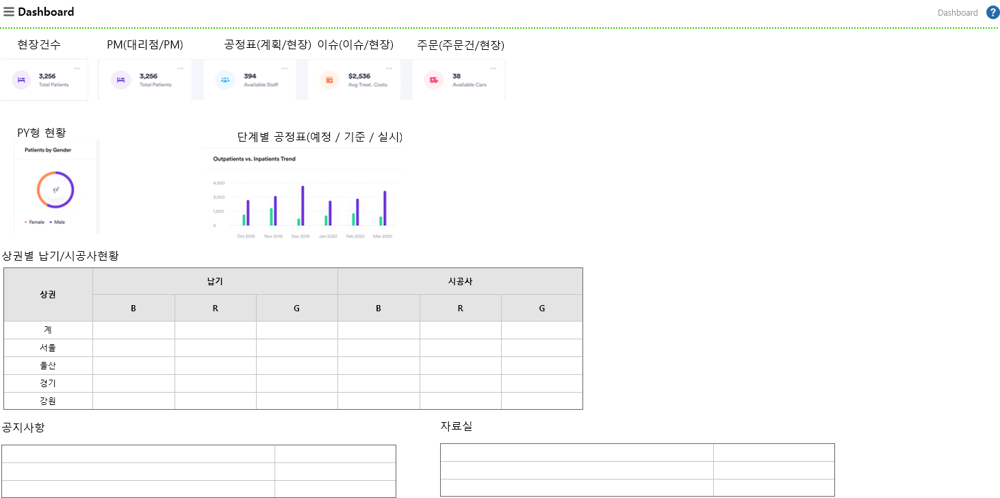 Dashboard
Dashboard
?
현장건수 PM(대리점/PM) 공정표(계획/현장) 이슈(이슈/현장) 주문(주문건/현장)
3,256 3,256 394 $2,536 38
Total Patients Total Patients Available Staff Avg Treat. Costs Available Cars
PY형 현황
단계별 공정표(예정 / 기준 / 실시)
Patients by Gender
Outpatients vs. Inpatients Trend
4,500
3,000
1,500
0
Female Male
Oct 2019 Nov 2019 Dec 2019 Jan 2020 Feb 2020 Mar 2020
상권별 납기/시공사현황
상권 납기 시공사
B R G B R G
계
서울
울산
경기
강원
공지사항
자료실